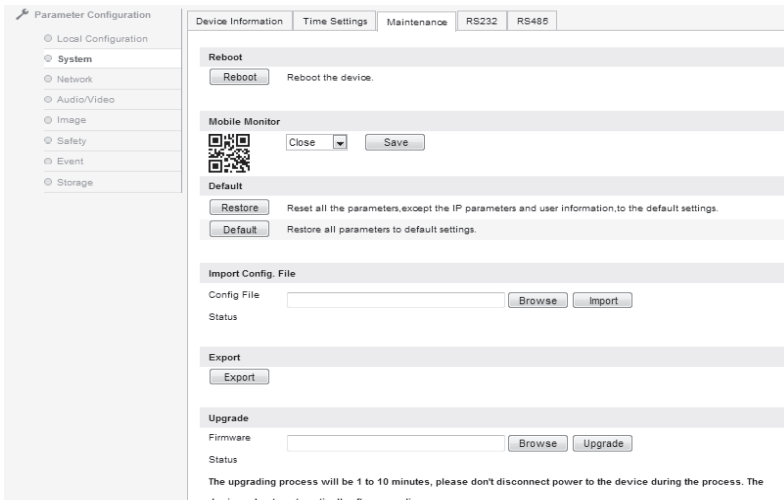 Parameter Configuration
Local Configuration
System
Network
Audio/Video
Image
Safety
Event
Storage
Device Information Time Settings Maintenance RS232 RS485
Reboot
Reboot Reboot the device.
Mobile Monitor
Close Save
Default
Restore Reset all the parameters,except the IP parameters and user information,to the default settings.
Default Restore all parameters to default settings.
Import Config. File
Config File Browse Import
Status
Export
Export
Upgrade
Firmware Browse Upgrade
Status
The upgrading process will be 1 to 10 minutes, please don't disconnect power to the device during the process. The